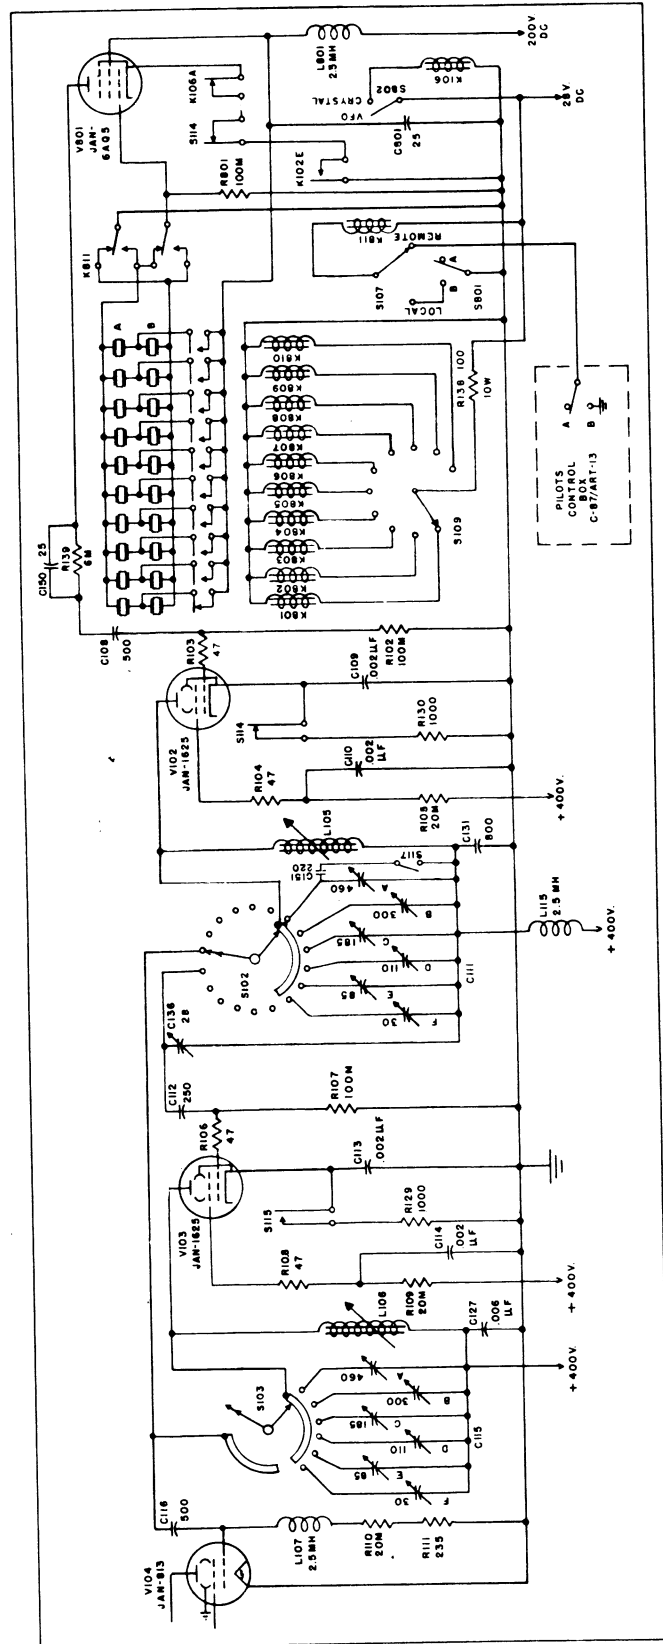 V801
JAN-
6AQ5
L801
2.5MH
200V.
DC
K106A
S114
K106
S802
CRYSTAL
VFO
28V.
DC
C801
25
R801
100M
K102E
K811
A
B
K811
REMOTE
S107
LOCAL
A
B
S801
K810
K809
K808
K807
K806
K805
K804
K803
K802
K801
R138 100
10W
S109
PILOTS
CONTROL
BOX
C-87/ART-13
A
B
C150 25
R139
6M
C108
500
R103
47
R102
100M
V102
JAN-1625
C109
.002UF
S114
R130
1000
R104
47
C110
.002
UF
R105
20M
+400V.
L105
C131
800
C151
220
S117
460
A
300
B
185
C
110
D
85
E
30
F
C111
S102
L115
2.5 MH
+400V.
C136
28
C112
250
R106
47
R107
100M
V103
JAN-1625
C113
.002UF
S115
R129
1000
R108
47
C114
.002
UF
R109
20M
+400V.
L106
C127
.006
UF
+400V.
S103
460
A
300
B
185
C
110
D
85
E
30
F
C115
C116
500
V104
JAN-813
L107
2.5MH
R110
20M
R111
235